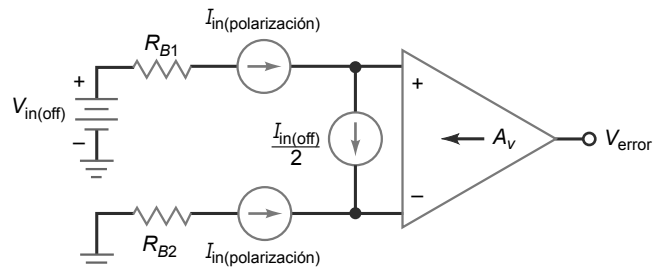 I_in(polarización)
R_B1
+
V_in(off)
−
+
I_in(off)
2
A_v
V_error
−
R_B2
I_in(polarización)